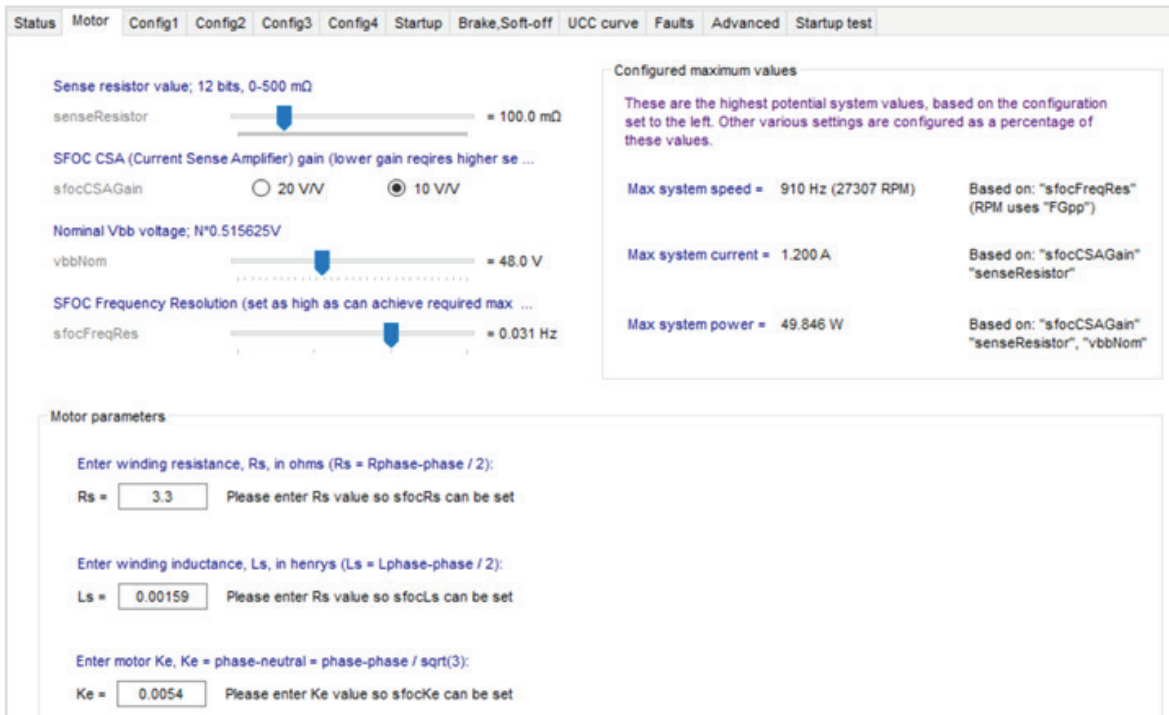 Status Motor Config1 Config2 Config3 Config4 Startup Brake,Soft-off UCC curve Faults Advanced Startup test
Sense resistor value; 12 bits, 0-500 mΩ
senseResistor = 100.0 mΩ
SFOC CSA (Current Sense Amplifier) gain (lower gain reqires higher se ...
sfocCSAGain 20 V/V 10 V/V
Nominal Vbb voltage; N*0.515625V
vbbNom = 48.0 V
SFOC Frequency Resolution (set as high as can achieve required max ...
sfocFreqRes = 0.031 Hz
Configured maximum values
These are the highest potential system values, based on the configuration
set to the left. Other various settings are configured as a percentage of
these values.
Max system speed = 910 Hz (27307 RPM) Based on: "sfocFreqRes"
(RPM uses "FGpp")
Max system current = 1.200 A Based on: "sfocCSAGain"
"senseResistor"
Max system power = 49.846 W Based on: "sfocCSAGain"
"senseResistor", "vbbNom"
Motor parameters
Enter winding resistance, Rs, in ohms (Rs = Rphase-phase / 2):
Rs = 3.3 Please enter Rs value so sfocRs can be set
Enter winding inductance, Ls, in henrys (Ls = Lphase-phase / 2):
Ls = 0.00159 Please enter Rs value so sfocLs can be set
Enter motor Ke, Ke = phase-neutral = phase-phase / sqrt(3):
Ke = 0.0054 Please enter Ke value so sfocKe can be set